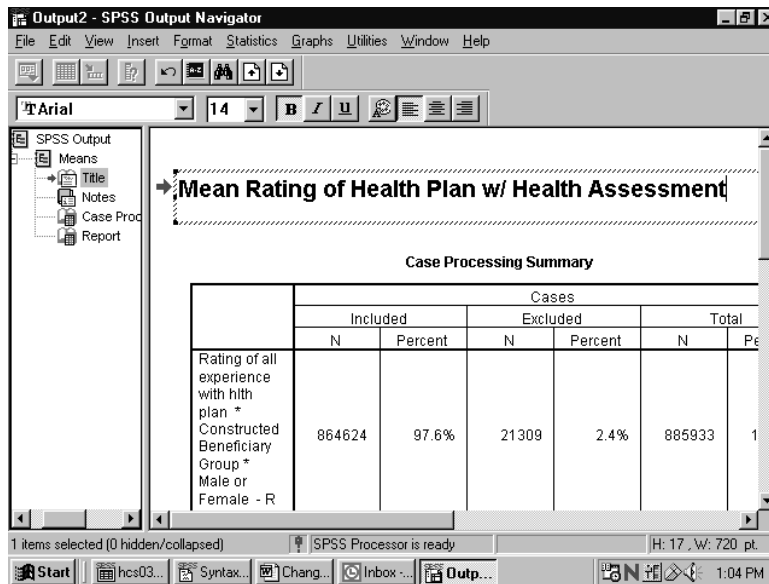 Output2 - SPSS Output Navigator
File Edit View Insert Format Statistics Graphs Utilities Window Help
Arial 14 B I U
SPSS Output
Means
Title
Notes
Case Proc
Report
Mean Rating of Health Plan w/ Health Assessment
Case Processing Summary
Cases
Included Excluded Total
N Percent N Percent N Pe
Rating of all
experience
with hlth
plan *
Constructed
Beneficiary
Group *
Male or
Female - R
864624 97.6% 21309 2.4% 885933 1
1 items selected (0 hidden/collapsed) SPSS Processor is ready H: 17 , W: 720 pt.
Start hcs03... Syntax... Chang... Inbox -... Outp... 1:04 PM